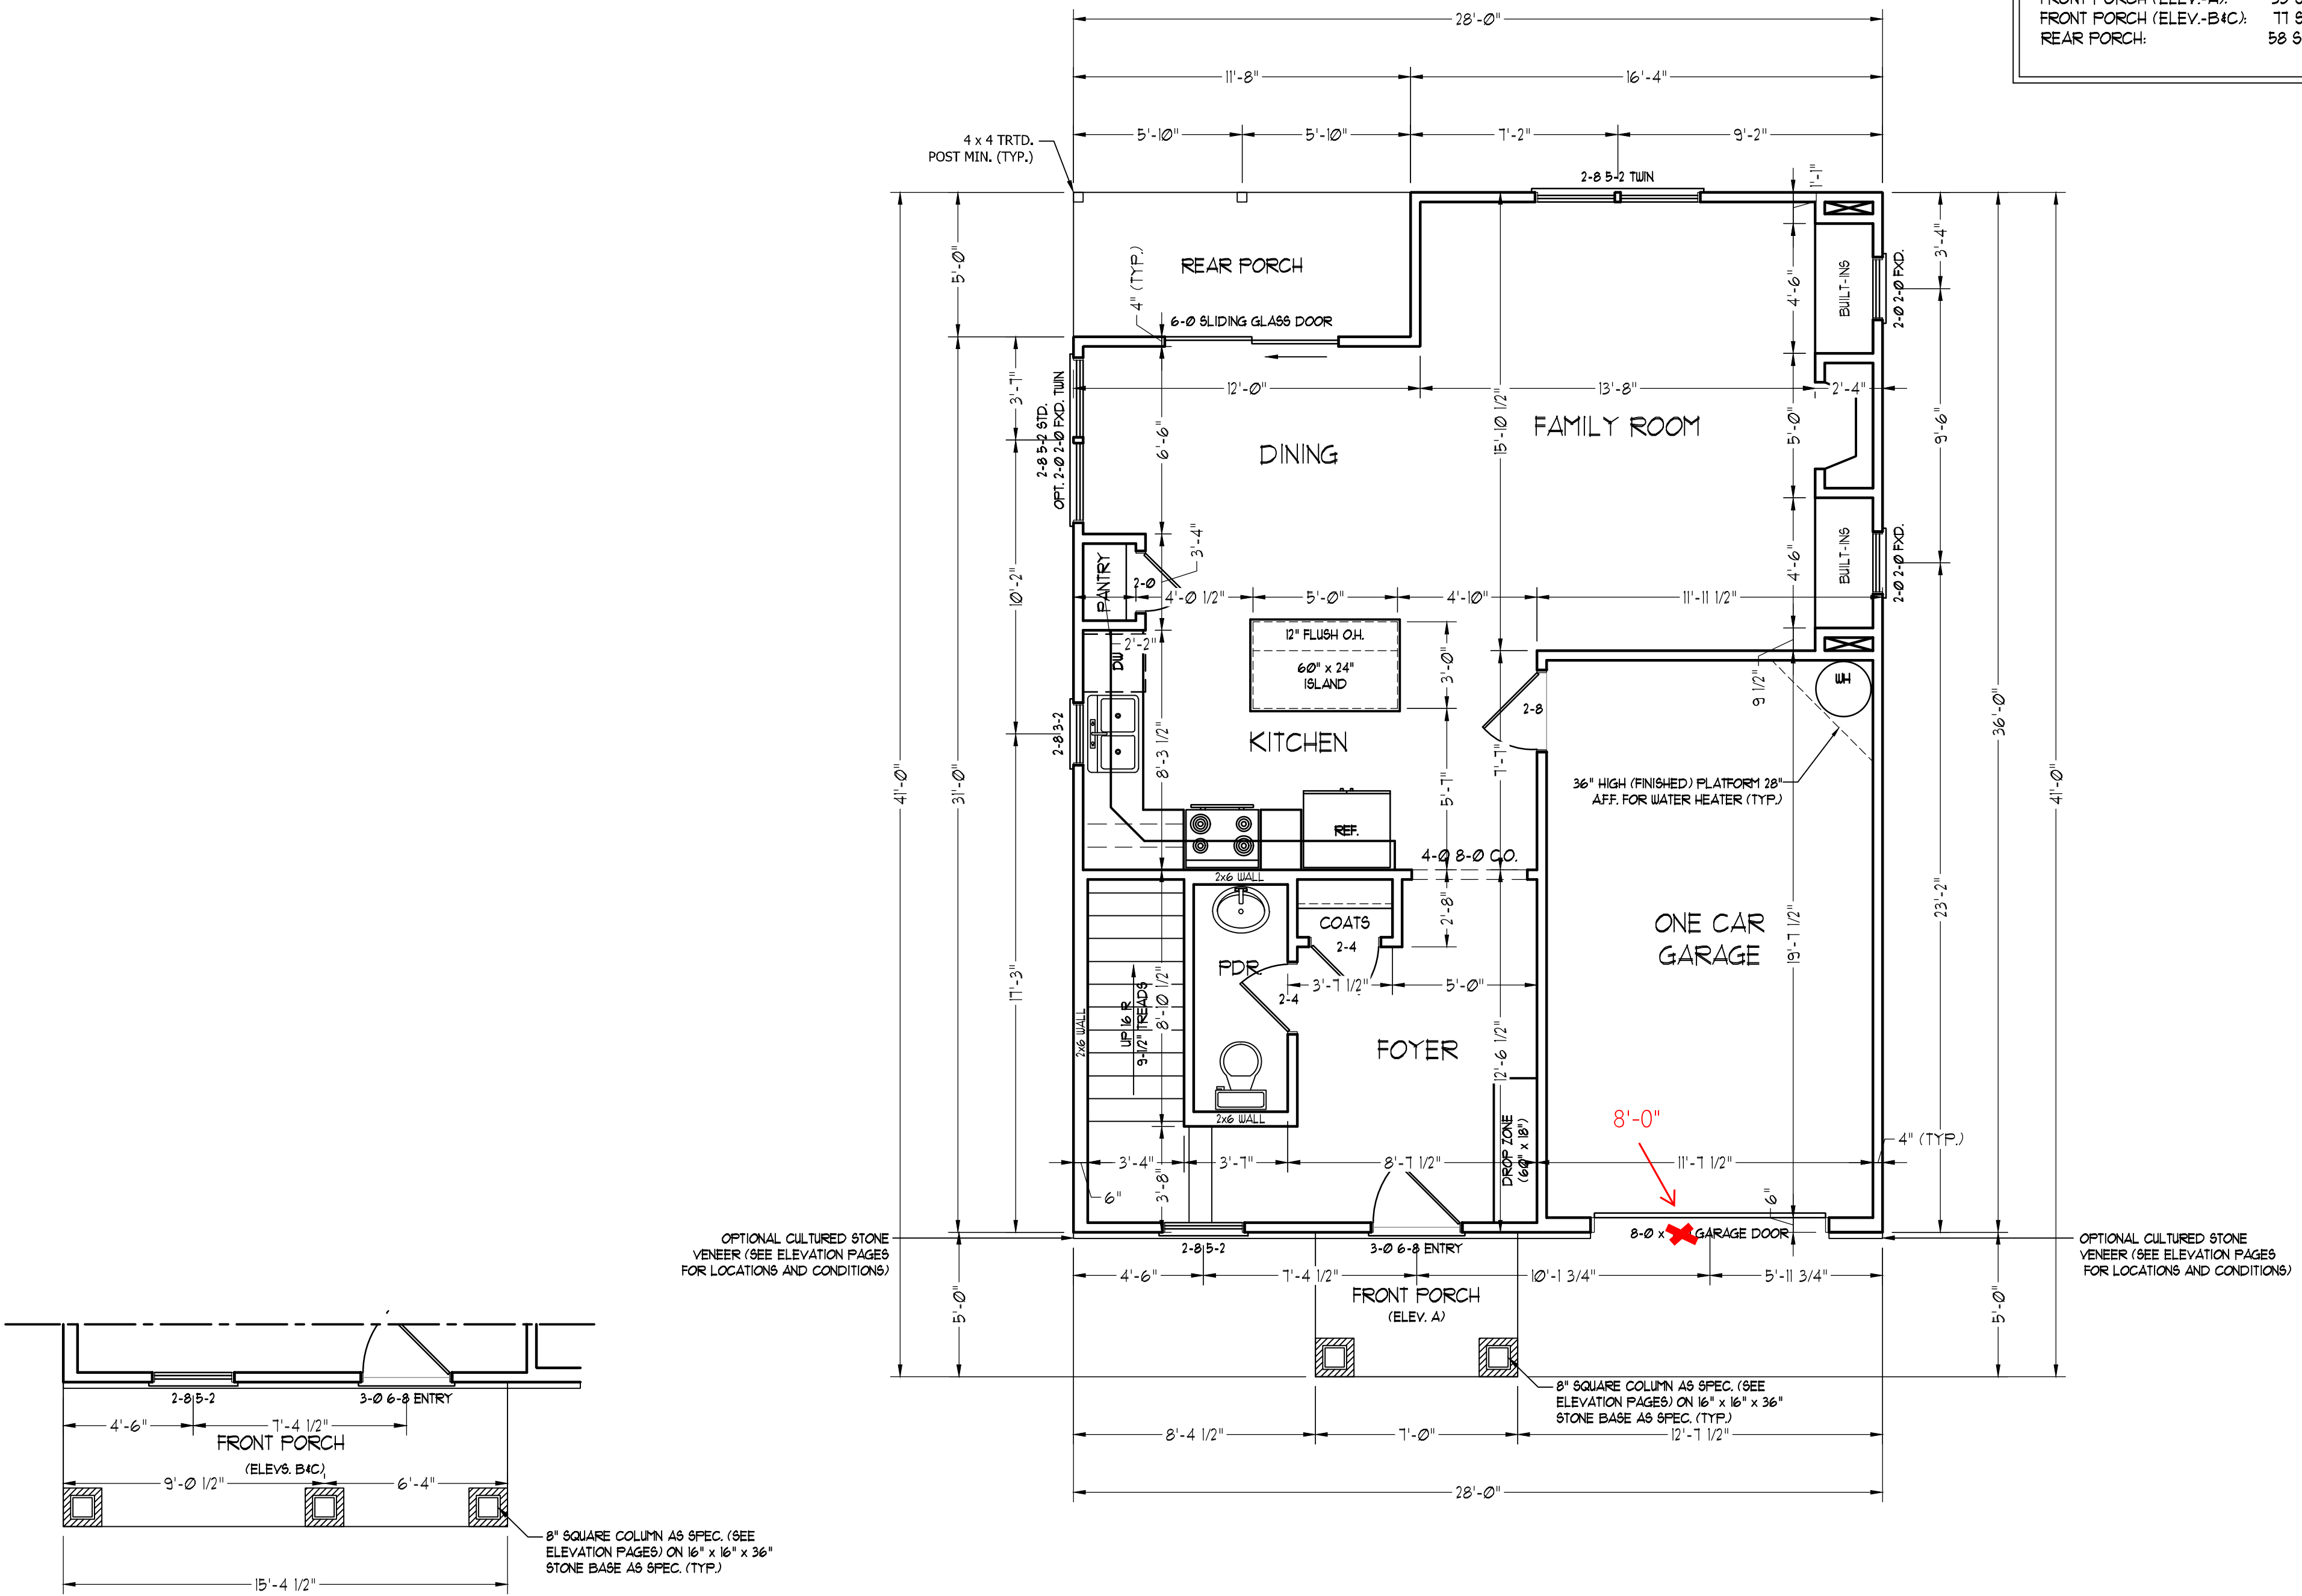 FRONT PORCH (ELEV.-B&C): 77 S
REAR PORCH: 58 S
28'-0"
11'-8"
16'-4"
5'-10"
5'-10"
7'-2"
9'-2"
4 x 4 TRTD.
POST MIN. (TYP.)
2-8 5-2 TWIN
1'-1"
REAR PORCH
4" (TYP.)
6-0 SLIDING GLASS DOOR
5'-0"
3'-4"
4'-6"
BUILT-INS
2-0 2-0 FXD.
3'-7"
2-8 5-2 STD.
OPT. 2-0 2-0 FXD. TWIN
12'-0"
13'-8"
2'-4"
6'-6"
15'-10 1/2"
5'-0"
9'-6"
FAMILY ROOM
DINING
3'-4"
4'-6"
BUILT-INS
2-0 2-0 FXD.
10'-2"
PANTRY
2-0
4'-0 1/2"
5'-0"
4'-10"
11'-11 1/2"
12" FLUSH O.H.
60" x 24"
ISLAND
2'-2"
DW
3'-0"
9 1/2"
WH
2-8
2-8 3-2
KITCHEN
8'-3 1/2"
5'-7"
7'-7"
36'-0"
41'-0"
31'-0"
41'-0"
36" HIGH (FINISHED) PLATFORM 28"
A.F.F. FOR WATER HEATER (TYP.)
REF.
4-0 8-0 C.O.
2x6 WALL
COATS
2-4
2'-8"
ONE CAR
GARAGE
19'-7 1/2"
23'-2"
PDR.
2-4
3'-7 1/2"
5'-0"
17'-3"
2x6 WALL
UP 16 R
9-1/2" TREADS
8'-10 1/2"
FOYER
12'-6 1/2"
2x6 WALL
DROP ZONE
(60" x 18")
8'-0"
4" (TYP.)
3'-4"
3'-7"
8'-7 1/2"
11'-7 1/2"
6"
3'-8"
6"
OPTIONAL CULTURED STONE
VENEER (SEE ELEVATION PAGES
FOR LOCATIONS AND CONDITIONS)
2-8 5-2
3-0 6-8 ENTRY
8-0 x GARAGE DOOR
OPTIONAL CULTURED STONE
VENEER (SEE ELEVATION PAGES
FOR LOCATIONS AND CONDITIONS)
4'-6"
7'-4 1/2"
10'-1 3/4"
5'-11 3/4"
5'-0"
5'-0"
FRONT PORCH
(ELEV. A)
8" SQUARE COLUMN AS SPEC. (SEE
ELEVATION PAGES) ON 16" x 16" x 36"
STONE BASE AS SPEC. (TYP.)
8'-4 1/2"
7'-0"
12'-7 1/2"
28'-0"
2-8 5-2
3-0 6-8 ENTRY
4'-6"
7'-4 1/2"
FRONT PORCH
(ELEVS. B&C)
9'-0 1/2"
6'-4"
8" SQUARE COLUMN AS SPEC. (SEE
ELEVATION PAGES) ON 16" x 16" x 36"
STONE BASE AS SPEC. (TYP.)
15'-4 1/2"